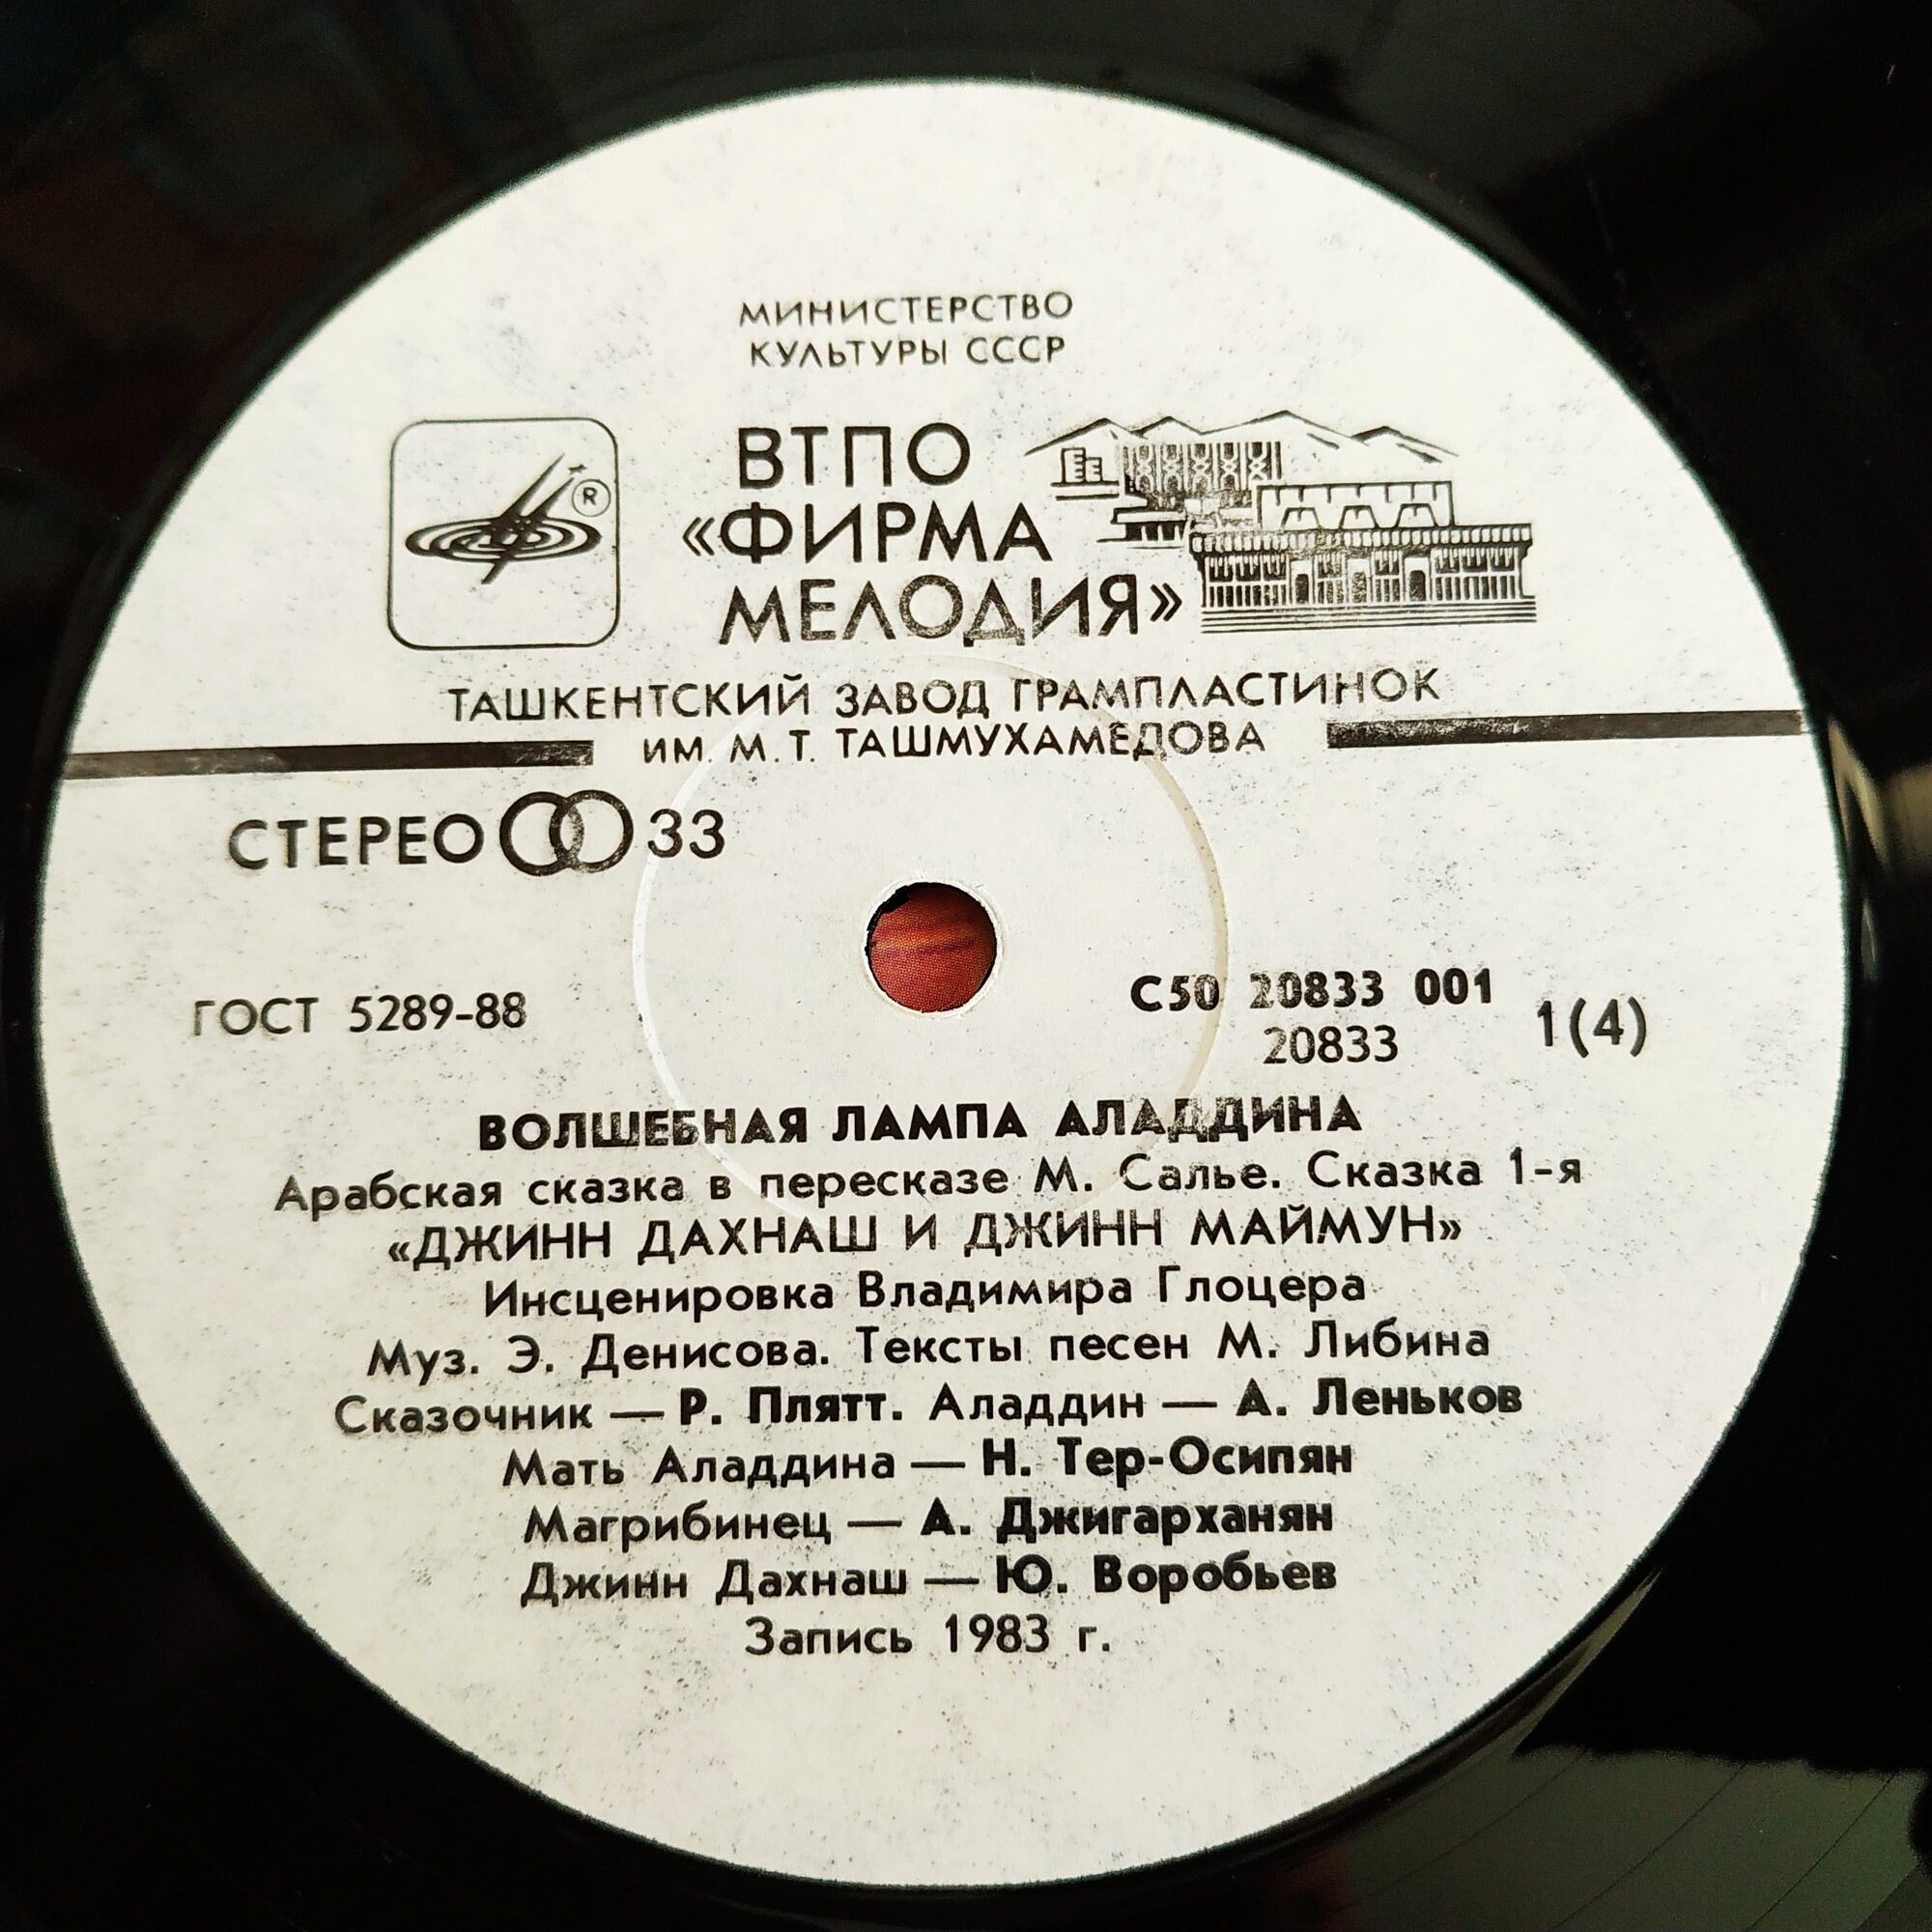 МИНИСТЕРСТВО
КУЛЬТУРЫ СССР
ВТПО
«ФИРМА
МЕЛОДИЯ»
®
ТАШКЕНТСКИЙ ЗАВОД ГРАМПЛАСТИНОК
ИМ. М.Т. ТАШМУХАМЕДОВА
СТЕРЕО 33
ГОСТ 5289-88
С50 20833 001
20833
1(4)
ВОЛШЕБНАЯ ЛАМПА АЛАДДИНА
Арабская сказка в пересказе М. Салье. Сказка 1-я
«ДЖИНН ДАХНАШ И ДЖИНН МАЙМУН»
Инсценировка Владимира Глоцера
Муз. Э. Денисова. Тексты песен М. Либина
Сказочник — Р. Плятт. Аладдин — А. Леньков
Мать Аладдина — Н. Тер-Осипян
Магрибинец — А. Джигарханян
Джинн Дахнаш — Ю. Воробьев
Запись 1983 г.